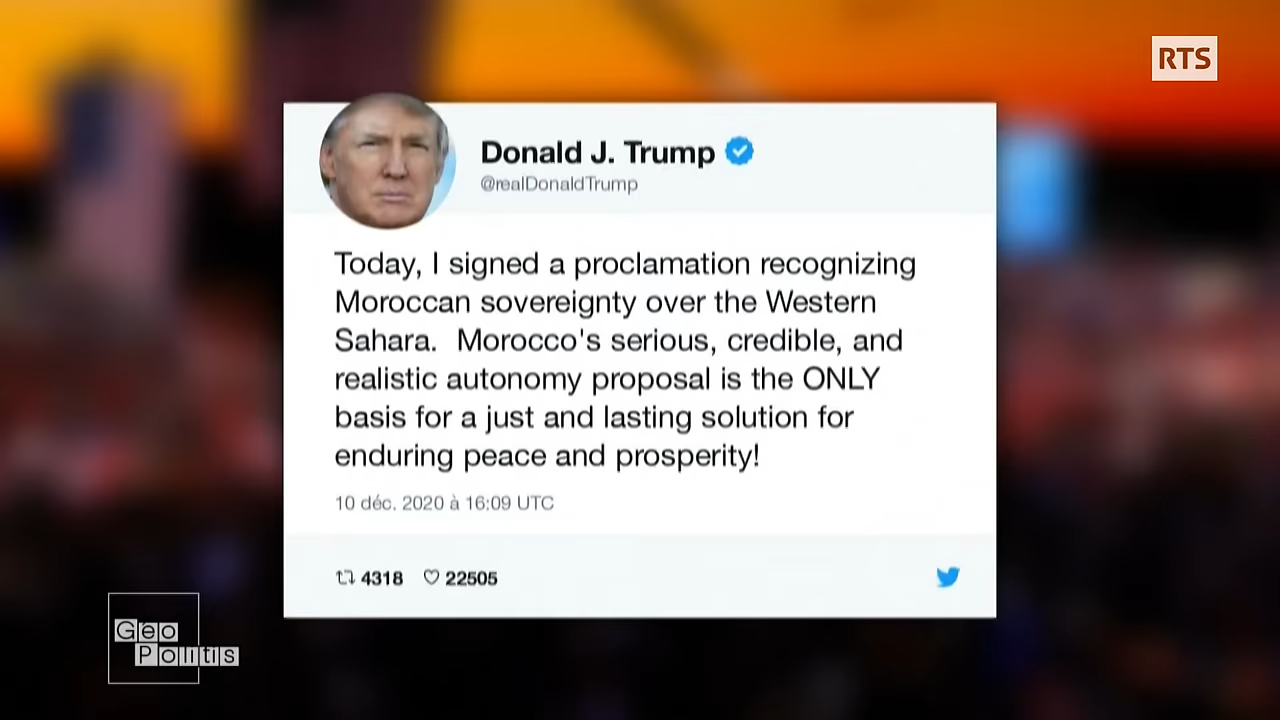 RTS
Donald J. Trump
@realDonaldTrump
Today, I signed a proclamation recognizing
Moroccan sovereignty over the Western
Sahara.  Morocco's serious, credible, and
realistic autonomy proposal is the ONLY
basis for a just and lasting solution for
enduring peace and prosperity!
10 déc. 2020 à 16:09 UTC
4318 22505
Géo
Politis